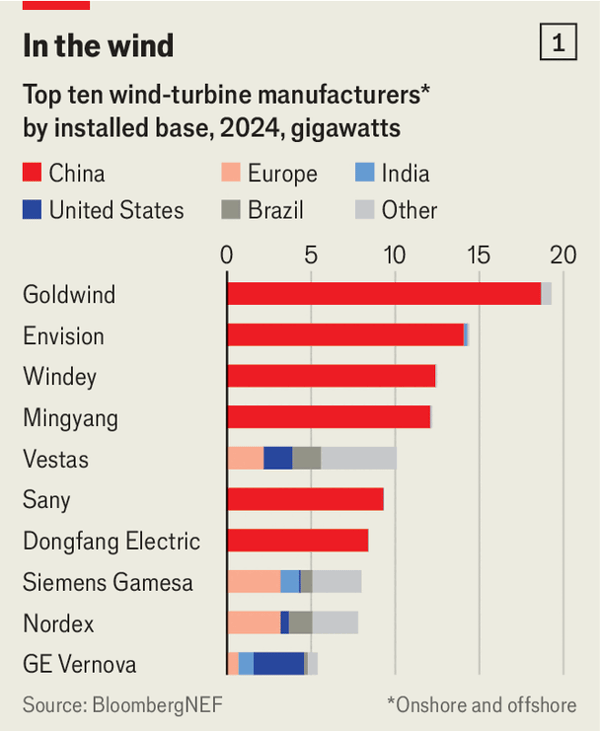 In the wind
1
Top ten wind-turbine manufacturers*
by installed base, 2024, gigawatts
China Europe India
United States Brazil Other
0 5 10 15 20
Goldwind
Envision
Windey
Mingyang
Vestas
Sany
Dongfang Electric
Siemens Gamesa
Nordex
GE Vernova
Source: BloombergNEF *Onshore and offshore